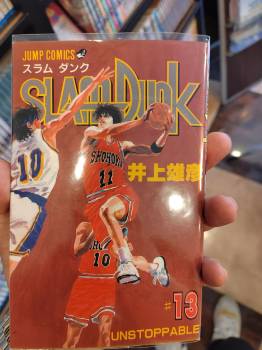 JUMP COMICS
スラム ダンク
SLAM DUNK
井上雄彦
10
SHOHOKU
11
SHOHO
10
#13
UNSTOPPABLE